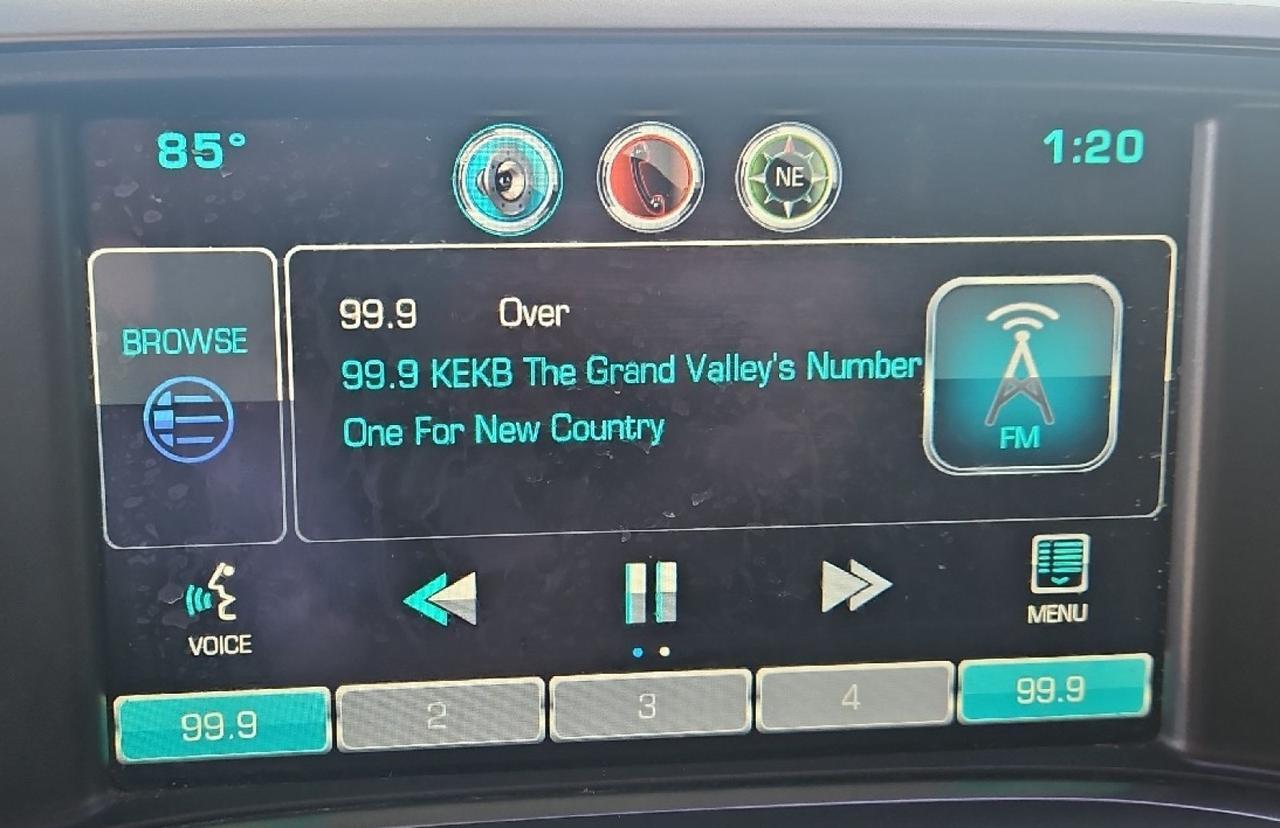 85° NE 1:20
BROWSE
99.9 Over
99.9 KEKB The Grand Valley's Number
One For New Country
FM
VOICE
MENU
99.9 2 3 4 99.9